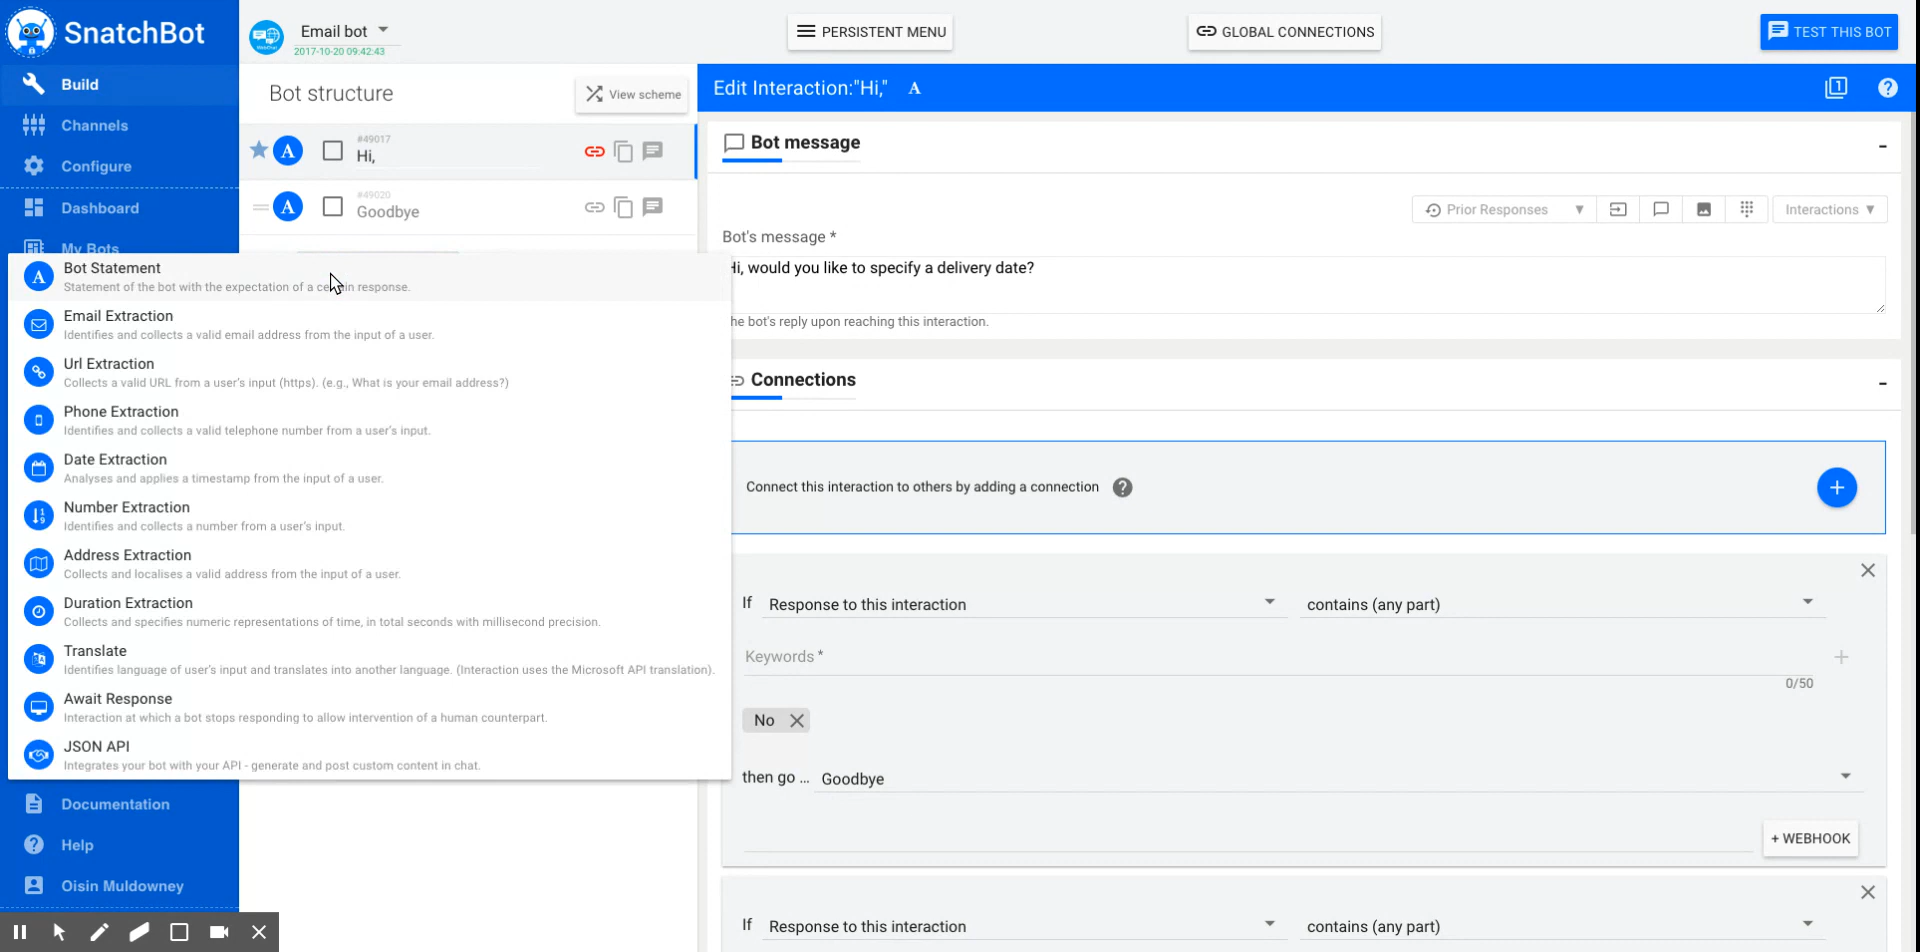 SnatchBot
Build
Channels
Configure
Dashboard
My Bots
Email bot
2017-10-20 09:42:43
PERSISTENT MENU
GLOBAL CONNECTIONS
TEST THIS BOT
Bot structure
View scheme
#49017
Hi,
#49020
Goodbye
Bot Statement
Statement of the bot with the expectation of a response.
Email Extraction
Identifies and collects a valid email address from the input of a user.
Url Extraction
Collects a valid URL from a user's input (https). (e.g., What is your email address?)
Phone Extraction
Identifies and collects a valid telephone number from a user's input.
Date Extraction
Analyses and applies a timestamp from the input of a user.
Number Extraction
Identifies and collects a number from a user's input.
Address Extraction
Collects and localises a valid address from the input of a user.
Duration Extraction
Collects and specifies numeric representations of time, in total seconds with millisecond precision.
Translate
Identifies language of user's input and translates into another language. (Interaction uses the Microsoft API translation).
Await Response
Interaction at which a bot stops responding to allow intervention of a human counterpart.
JSON API
Integrates your bot with your API - generate and post custom content in chat.
Documentation
Help
Oisin Muldowney
Edit Interaction:"Hi," A
Bot message
Prior Responses
Interactions
Bot's message *
Hi, would you like to specify a delivery date?
he bot's reply upon reaching this interaction.
Connections
Connect this interaction to others by adding a connection
If Response to this interaction contains (any part)
Keywords *
0/50
No
then go ... Goodbye
+ WEBHOOK
If Response to this interaction contains (any part)